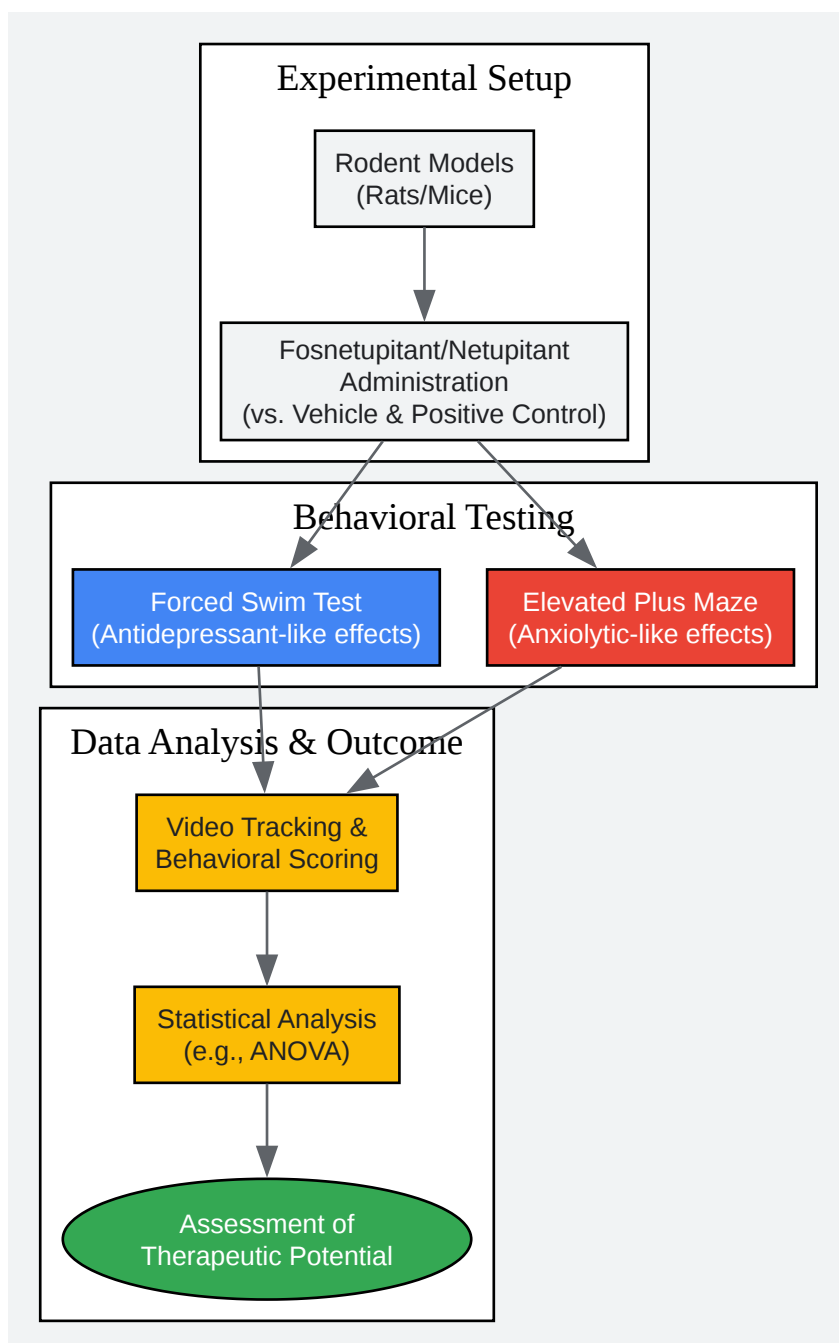 Experimental Setup
Rodent Models
(Rats/Mice)
Fosnetupitant/Netupitant
Administration
(vs. Vehicle & Positive Control)
Behavioral Testing
Forced Swim Test
(Antidepressant-like effects)
Elevated Plus Maze
(Anxiolytic-like effects)
Data Analysis & Outcome
Video Tracking &
Behavioral Scoring
Statistical Analysis
(e.g., ANOVA)
Assessment of
Therapeutic Potential